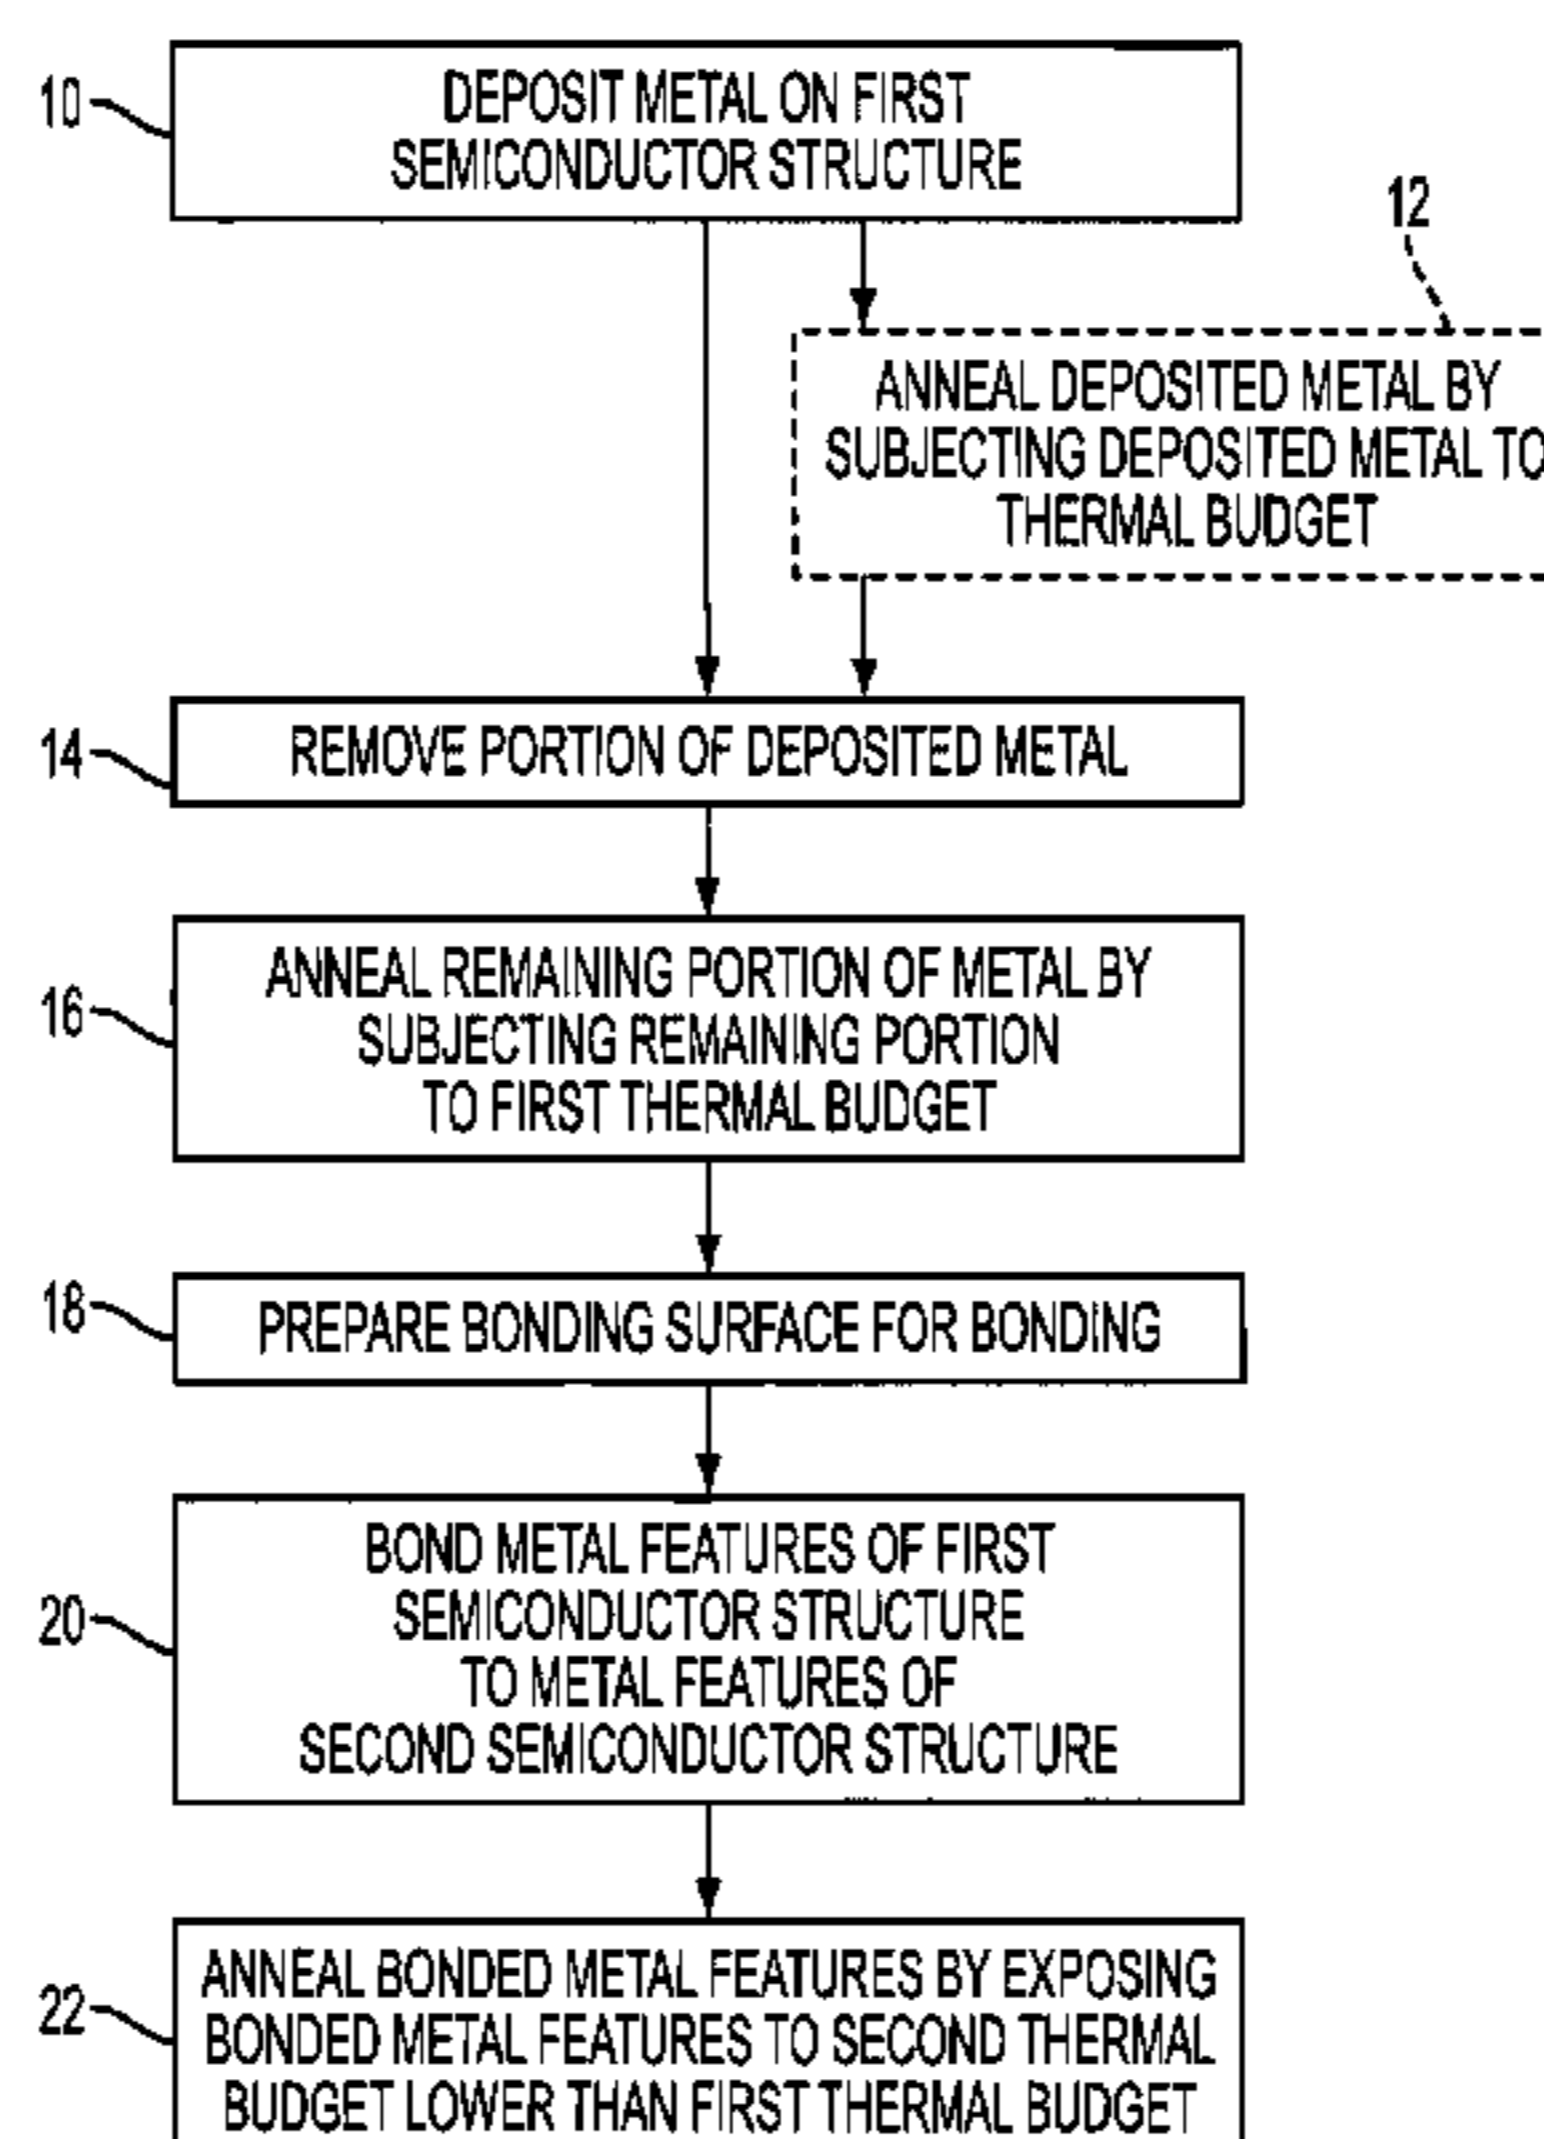 10
DEPOSIT METAL ON FIRST
SEMICONDUCTOR STRUCTURE
12
ANNEAL DEPOSITED METAL BY
SUBJECTING DEPOSITED METAL TO
THERMAL BUDGET
14
REMOVE PORTION OF DEPOSITED METAL
16
ANNEAL REMAINING PORTION OF METAL BY
SUBJECTING REMAINING PORTION
TO FIRST THERMAL BUDGET
18
PREPARE BONDING SURFACE FOR BONDING
20
BOND METAL FEATURES OF FIRST
SEMICONDUCTOR STRUCTURE
TO METAL FEATURES OF
SECOND SEMICONDUCTOR STRUCTURE
22
ANNEAL BONDED METAL FEATURES BY EXPOSING
BONDED METAL FEATURES TO SECOND THERMAL
BUDGET LOWER THAN FIRST THERMAL BUDGET